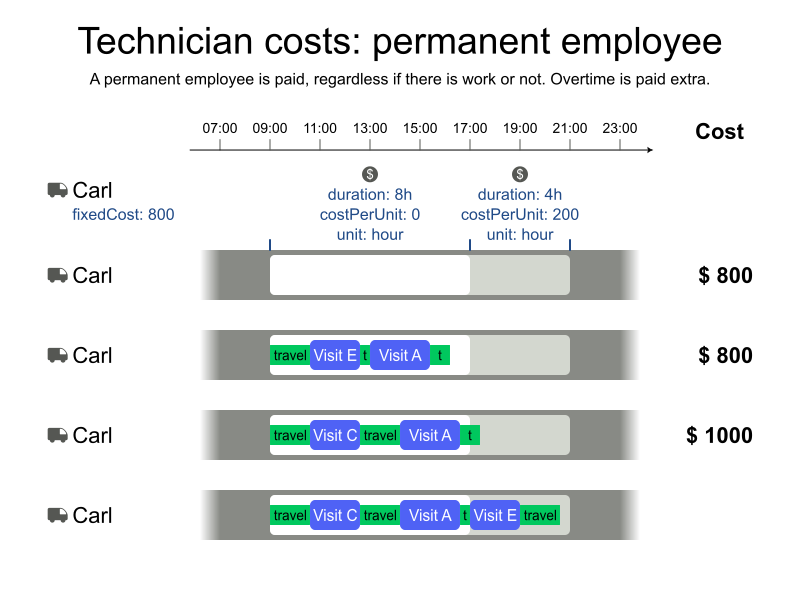 Technician costs: permanent employee
A permanent employee is paid, regardless if there is work or not. Overtime is paid extra.
07:00 09:00 11:00 13:00 15:00 17:00 19:00 21:00 23:00 Cost
$ $
Carl duration: 8h duration: 4h
fixedCost: 800 costPerUnit: 0 costPerUnit: 200
unit: hour unit: hour
Carl $ 800
Carl travel Visit E t Visit A t $ 800
Carl travel Visit C travel Visit A t $ 1000
Carl travel Visit C travel Visit A t Visit E travel